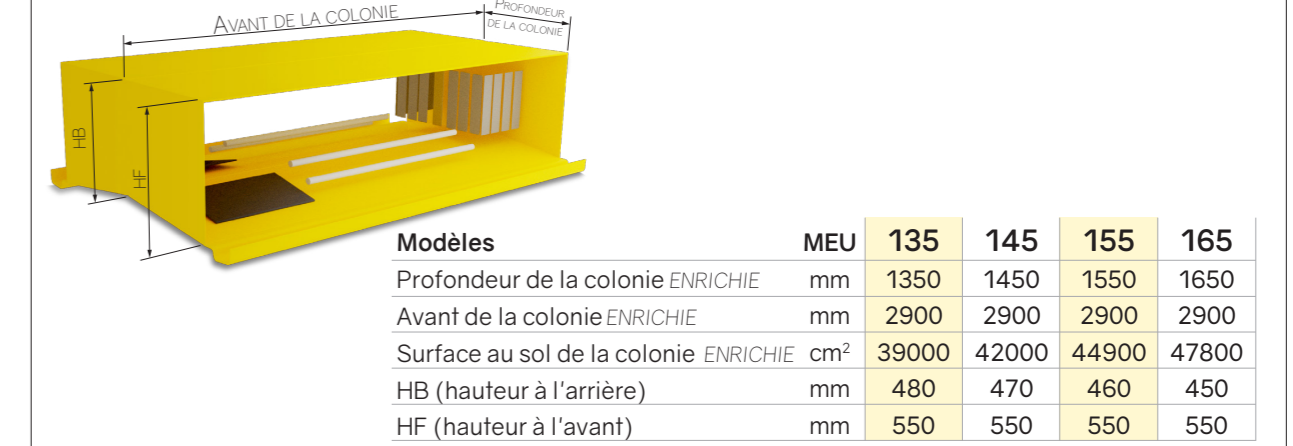 AVANT DE LA COLONIE
PROFONDEUR
DE LA COLONIE
HB
HF
Modèles MEU 135 145 155 165
Profondeur de la colonie ENRICHIE mm 1350 1450 1550 1650
Avant de la colonie ENRICHIE mm 2900 2900 2900 2900
Surface au sol de la colonie ENRICHIE cm² 39000 42000 44900 47800
HB (hauteur à l'arrière) mm 480 470 460 450
HF (hauteur à l'avant) mm 550 550 550 550